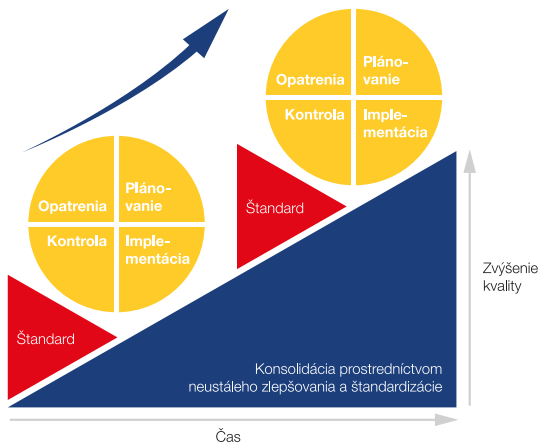 Opatrenia
Pláno-
vanie
Kontrola
Imple-
mentácia
Štandard
Opatrenia
Pláno-
vanie
Kontrola
Imple-
mentácia
Štandard
Zvýšenie
kvality
Konsolidácia prostredníctvom
neustáleho zlepšovania a štandardizácie
Čas